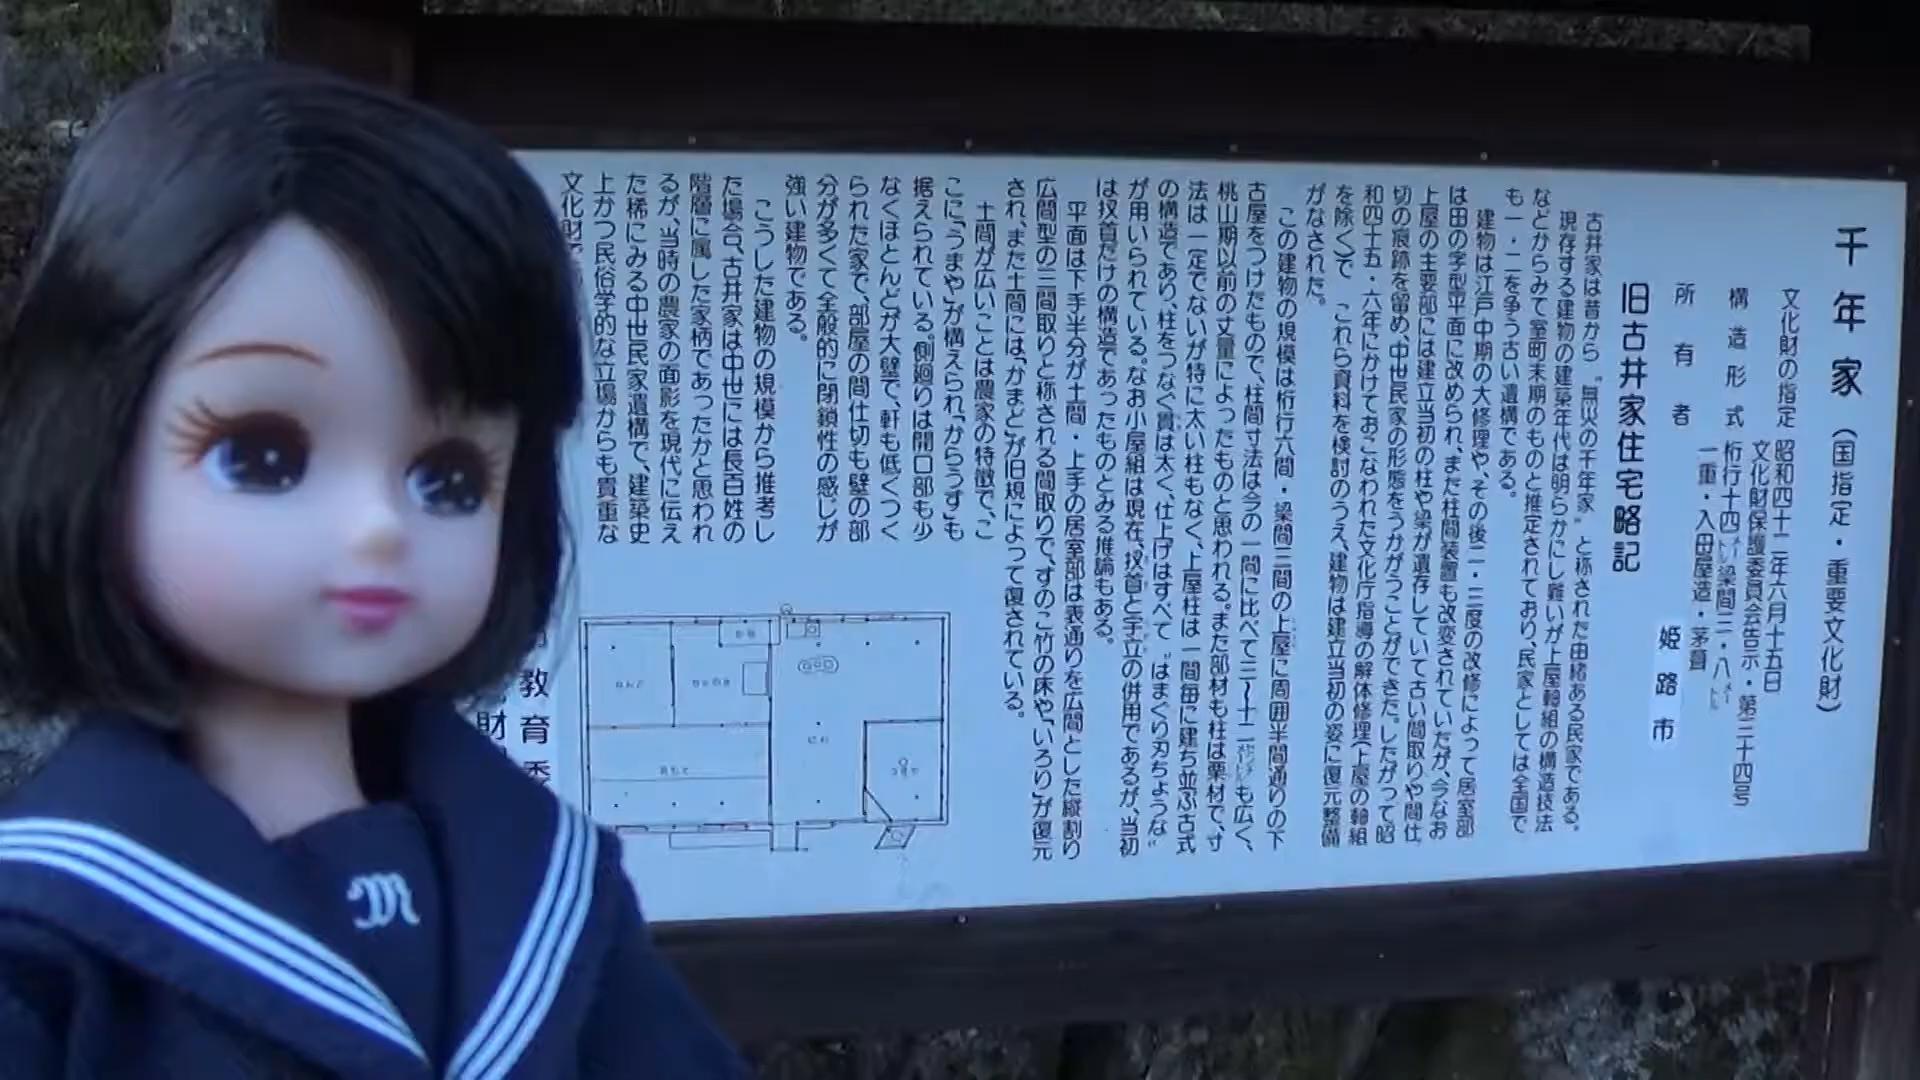 千年家（国指定・重要文化財）
文化財の指定 昭和四十二年六月十五日
文化財保護委員会告示・第三十四号
構造形式 桁行十四㍍梁間三・八㍍
一重・入母屋造・茅葺
所有者 姫路市
旧古井家住宅略記
古井家は昔から〝無災の千年家〟と称された由緒ある民家である。
現存する建物の建築年代は明らかにし難いが上屋軸組の構造技法
などからみて室町末期のものと推定されており、民家としては全国で
も一・二を争う古い遺構である。
建物は江戸中期の大修理や、その後二・三度の改修によって居室部
は田の字型平面に改められ、また柱間装置も改変されていたが、今なお
上屋の主要部には建立当初の柱や梁が遺存していて古い間取りや間仕
切の痕跡を留め、中世民家の形態をうかがうことができた。したがって昭
和四十五・六年にかけておこなわれた文化庁指導の解体修理（上屋の軸組
を除く）で これら資料を検討のうえ、建物は建立当初の姿に復元整備
がなされた。
この建物の規模は桁行六間・梁間三間の上屋に周囲半間通りの下
古屋をつけたもので、柱間寸法は今の一間に比べて三〜十二㌢も広く、
桃山期以前の丈量によったものと思われる。また部材も柱は栗材で、寸
法は一定でないが特に太い柱もなく、上屋柱は一間毎に建ち並ぶ古式
の構造であり、柱をつなぐ貫は太く、仕上げはすべて〝はまぐり刃ちょうな〟
が用いられている。なお小屋組は現在、扠首と宇立の併用であるが、当初
は扠首だけの構造であったものとみる推論もある。
平面は下手半分が土間・上手の居室部は表通りを広間とした縦割り
広間型の三間取りと称される間取りで、すのこ竹の床や「いろり」が復元
され、また土間には「かまど」が旧規によって復されている。
土間が広いことは農家の特徴で、こ
こに「うまや」が構えられ「からうす」も
据えられている。側廻りは開口部も少
なくほとんどが大壁で、軒も低くつく
られた家で、部屋の間仕切も壁の部
分が多くて全般的に閉鎖性の感じが
強い建物である。
こうした建物の規模から推考し
た場合、古井家は中世には長百姓の
階層に属した家柄であったかと思われ
るが、当時の農家の面影を現代に伝え
た稀にみる中世民家遺構で、建築史
上かつ民俗学的な立場からも貴重な
文化財で
教育委
財
なんど
おもて
にわ
M